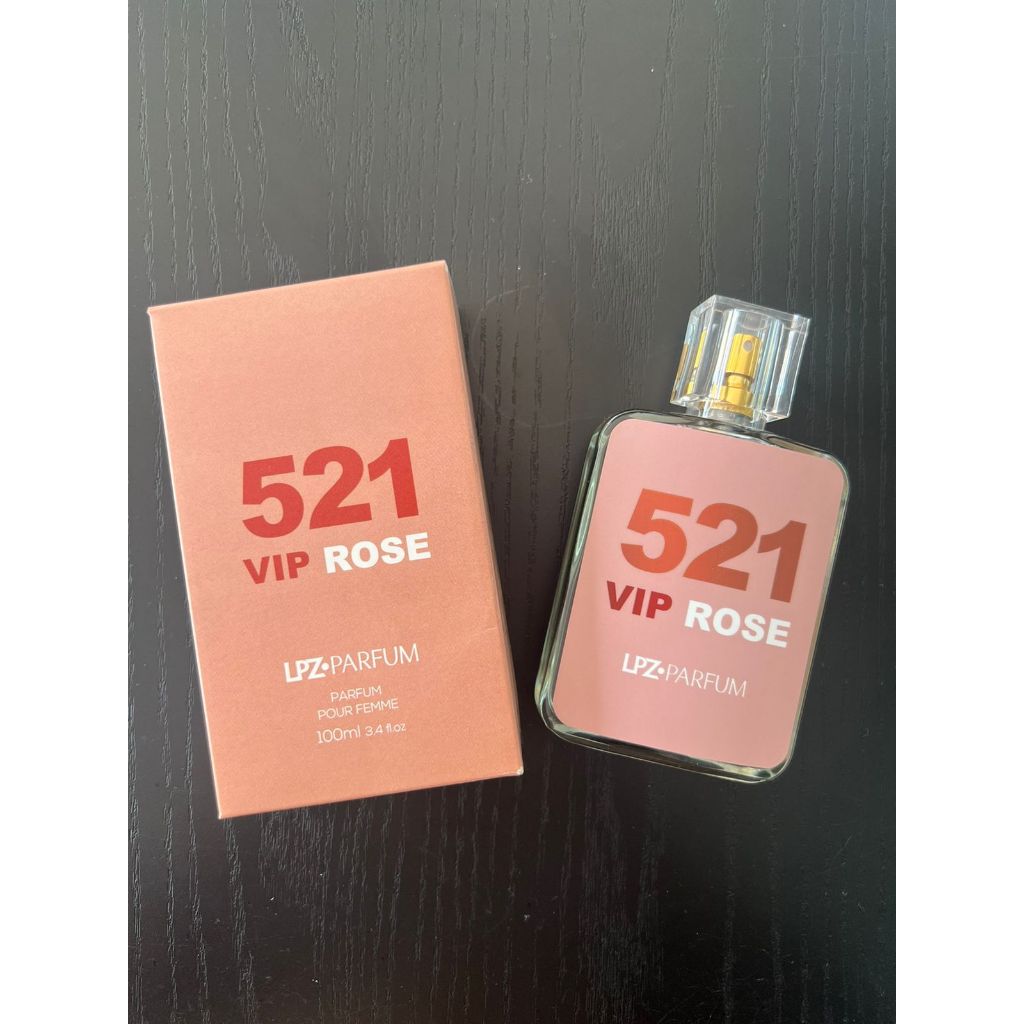 521
VIP ROSE
LPZ•PARFUM
PARFUM
POUR FEMME
100ml 3.4 fl.oz
521
VIP ROSE
LPZ•PARFUM